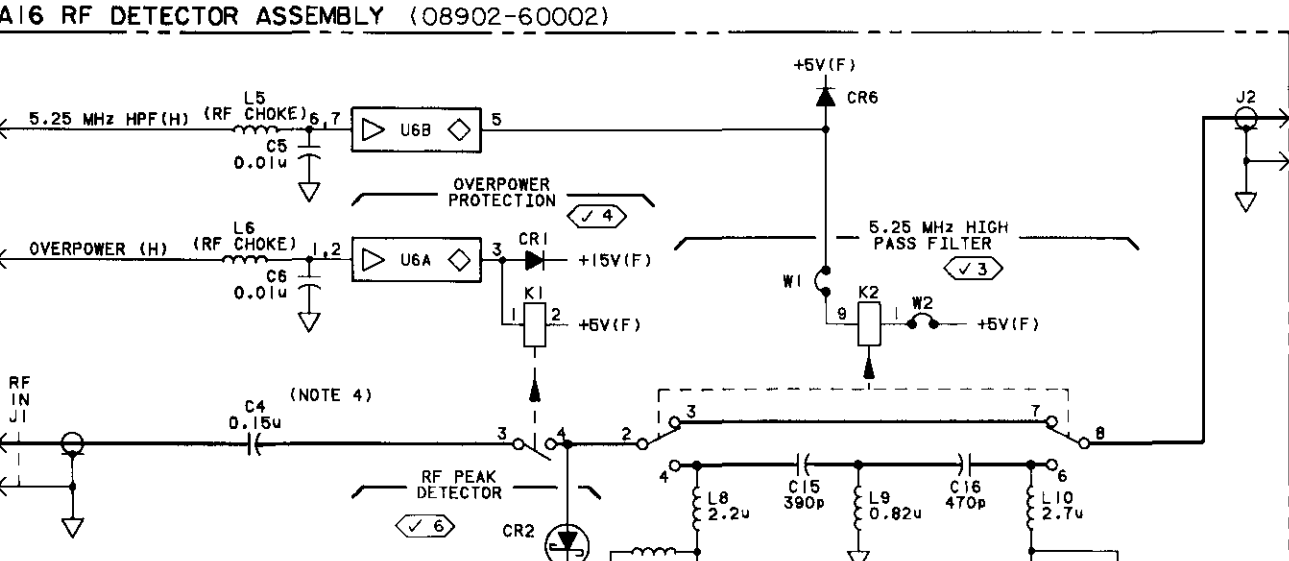 A16 RF DETECTOR ASSEMBLY (08902-60002)
+5V(F)
CR6
J2
5.25 MHz HPF(H)
L5
(RF CHOKE)
6,7
U6B
5
C5
0.01u
OVERPOWER
PROTECTION
✓ 4
OVERPOWER (H)
L6
(RF CHOKE)
1,2
U6A
3
CR1
+15V(F)
C6
0.01u
K1
1
2
+5V(F)
5.25 MHz HIGH
PASS FILTER
✓ 3
W1
K2
9
1
W2
+5V(F)
RF
IN
J1
C4
0.15u
(NOTE 4)
3
4
2
3
7
8
4
6
RF PEAK
DETECTOR
✓ 6
CR2
L8
2.2u
C15
390p
L9
0.82u
C16
470p
L10
2.7u